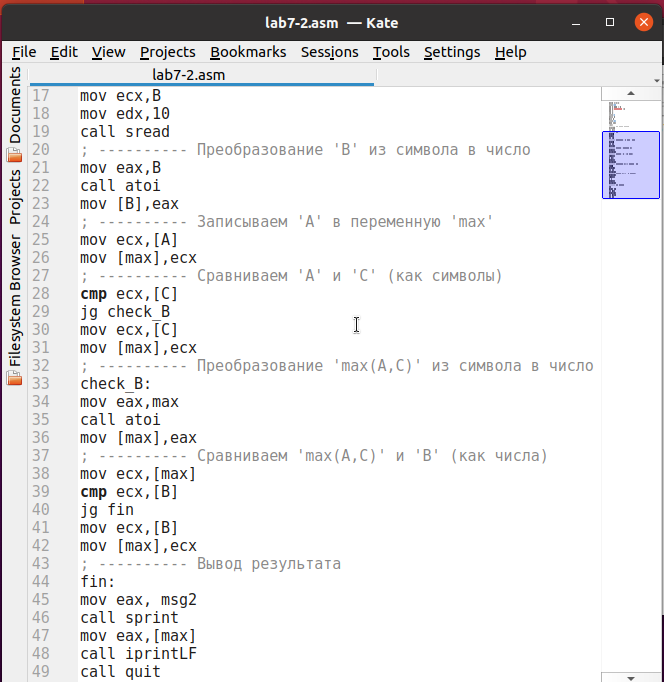 lab7-2.asm — Kate
File Edit View Projects Bookmarks Sessions Tools Settings Help
lab7-2.asm
Documents
Projects
Filesystem Browser
17 mov ecx,B
18 mov edx,10
19 call sread
20 ; ---------- Преобразование 'B' из символа в число
21 mov eax,B
22 call atoi
23 mov [B],eax
24 ; ---------- Записываем 'A' в переменную 'max'
25 mov ecx,[A]
26 mov [max],ecx
27 ; ---------- Сравниваем 'A' и 'С' (как символы)
28 cmp ecx,[C]
29 jg check_B
30 mov ecx,[C]
31 mov [max],ecx
32 ; ---------- Преобразование 'max(A,C)' из символа в число
33 check_B:
34 mov eax,max
35 call atoi
36 mov [max],eax
37 ; ---------- Сравниваем 'max(A,C)' и 'B' (как числа)
38 mov ecx,[max]
39 cmp ecx,[B]
40 jg fin
41 mov ecx,[B]
42 mov [max],ecx
43 ; ---------- Вывод результата
44 fin:
45 mov eax, msg2
46 call sprint
47 mov eax,[max]
48 call iprintLF
49 call quit